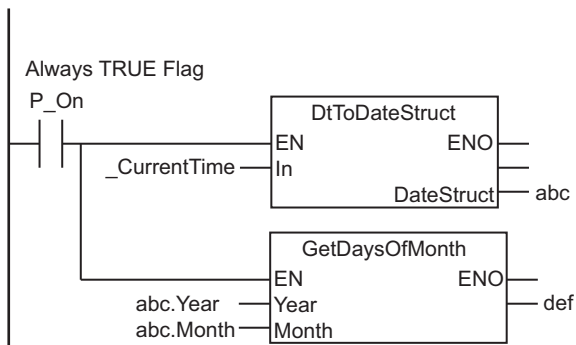 Always TRUE Flag
P_On
DtToDateStruct
EN ENO
_CurrentTime In
DateStruct abc
GetDaysOfMonth
EN ENO
abc.Year Year def
abc.Month Month